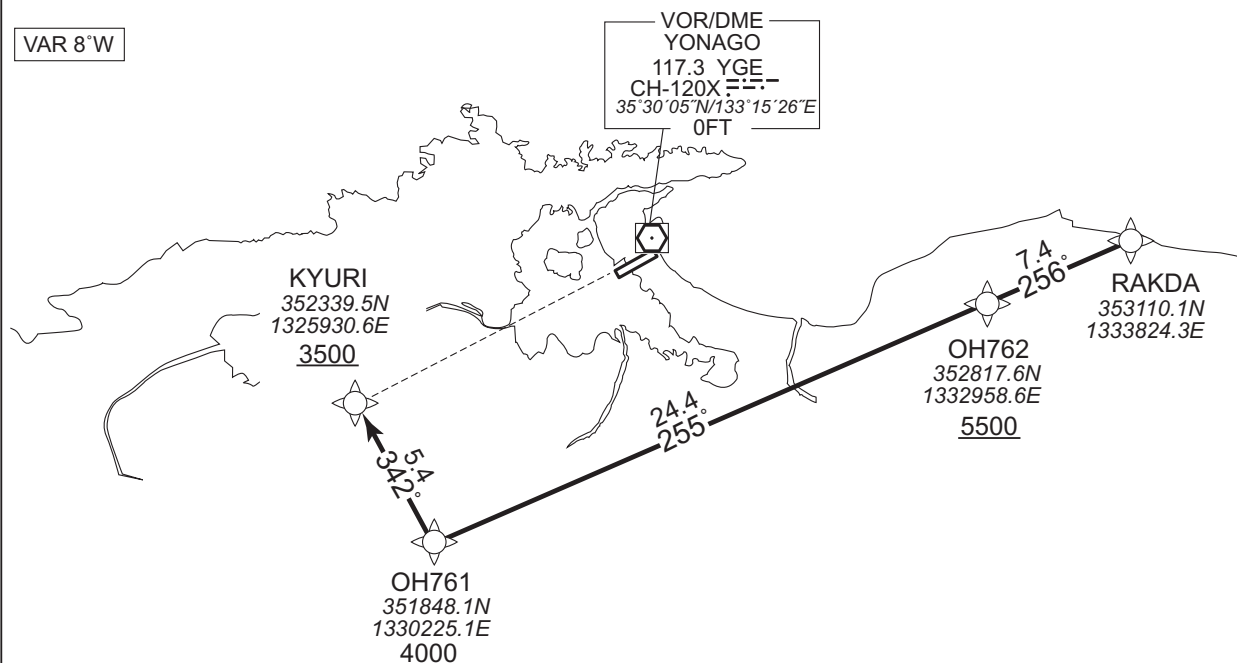 VAR 8°W
VOR/DME
YONAGO
117.3 YGE
CH-120X
35°30′05″N/133°15′26″E
0FT
KYURI
352339.5N
1325930.6E
3500
7.4
256°
RAKDA
353110.1N
1333824.3E
OH762
352817.6N
1332958.6E
5500
24.4
255°
5.4
342°
OH761
351848.1N
1330225.1E
4000